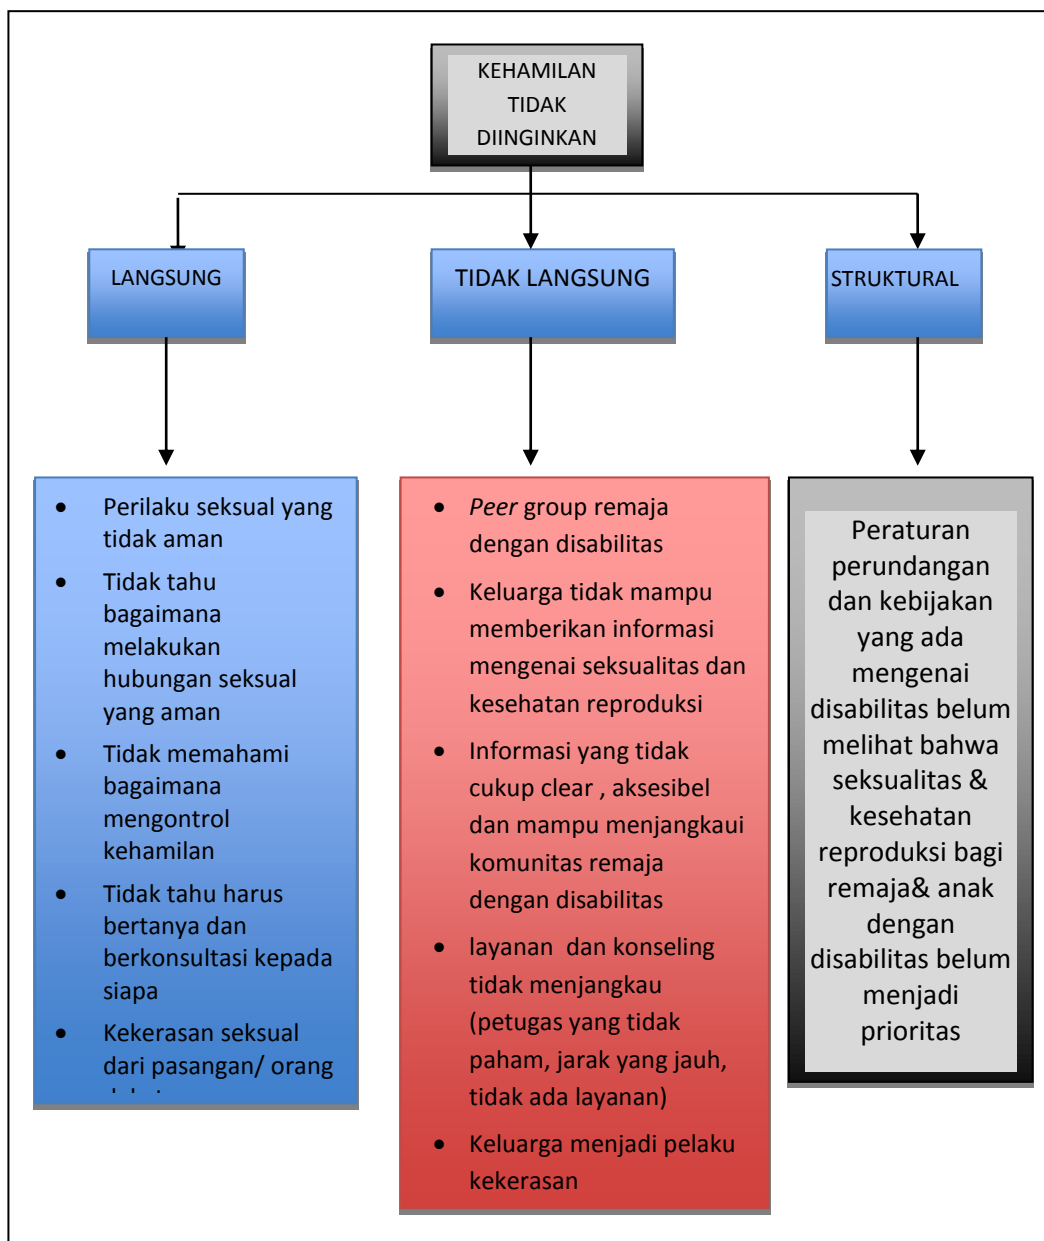 KEHAMILAN
TIDAK
DIINGINKAN
LANGSUNG
TIDAK LANGSUNG
STRUKTURAL
• Perilaku seksual yang
tidak aman
• Tidak tahu
bagaimana
melakukan
hubungan seksual
yang aman
• Tidak memahami
bagaimana
mengontrol
kehamilan
• Tidak tahu harus
bertanya dan
berkonsultasi kepada
siapa
• Kekerasan seksual
dari pasangan/ orang
• Peer group remaja
dengan disabilitas
• Keluarga tidak mampu
memberikan informasi
mengenai seksualitas dan
kesehatan reproduksi
• Informasi yang tidak
cukup clear , aksesibel
dan mampu menjangkaui
komunitas remaja
dengan disabilitas
• layanan  dan konseling
tidak menjangkau
(petugas yang tidak
paham, jarak yang jauh,
tidak ada layanan)
• Keluarga menjadi pelaku
kekerasan
Peraturan
perundangan
dan kebijakan
yang ada
mengenai
disabilitas belum
melihat bahwa
seksualitas &
kesehatan
reproduksi bagi
remaja& anak
dengan
disabilitas belum
menjadi
prioritas